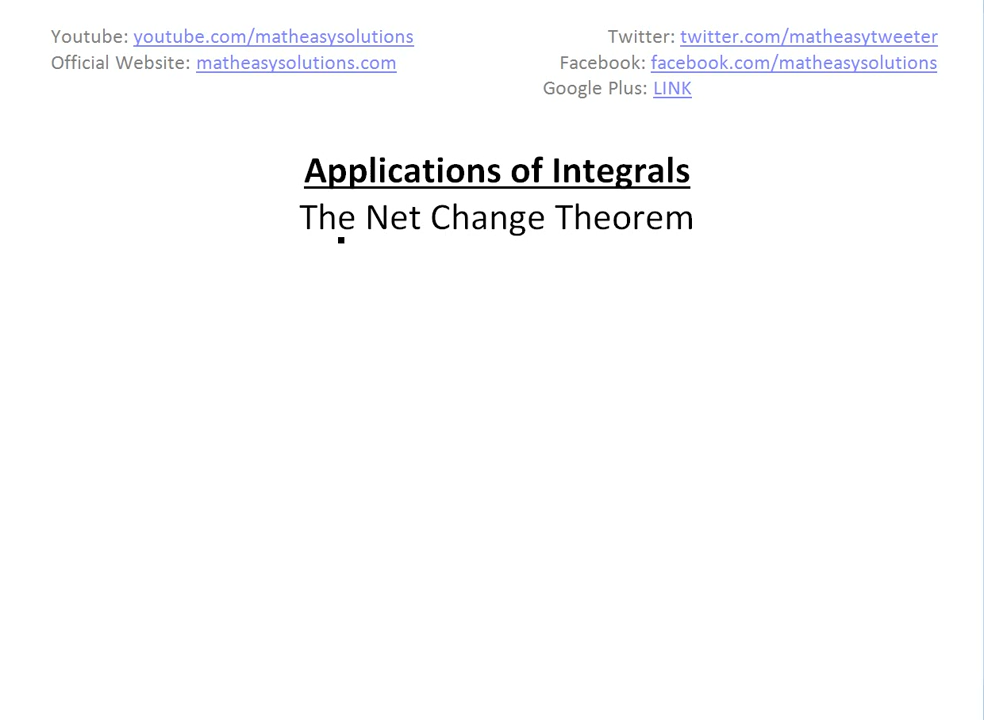 Youtube: youtube.com/matheasysolutions
Official Website: matheasysolutions.com
Twitter: twitter.com/matheasytweeter
Facebook: facebook.com/matheasysolutions
Google Plus: LINK
Applications of Integrals
The Net Change Theorem